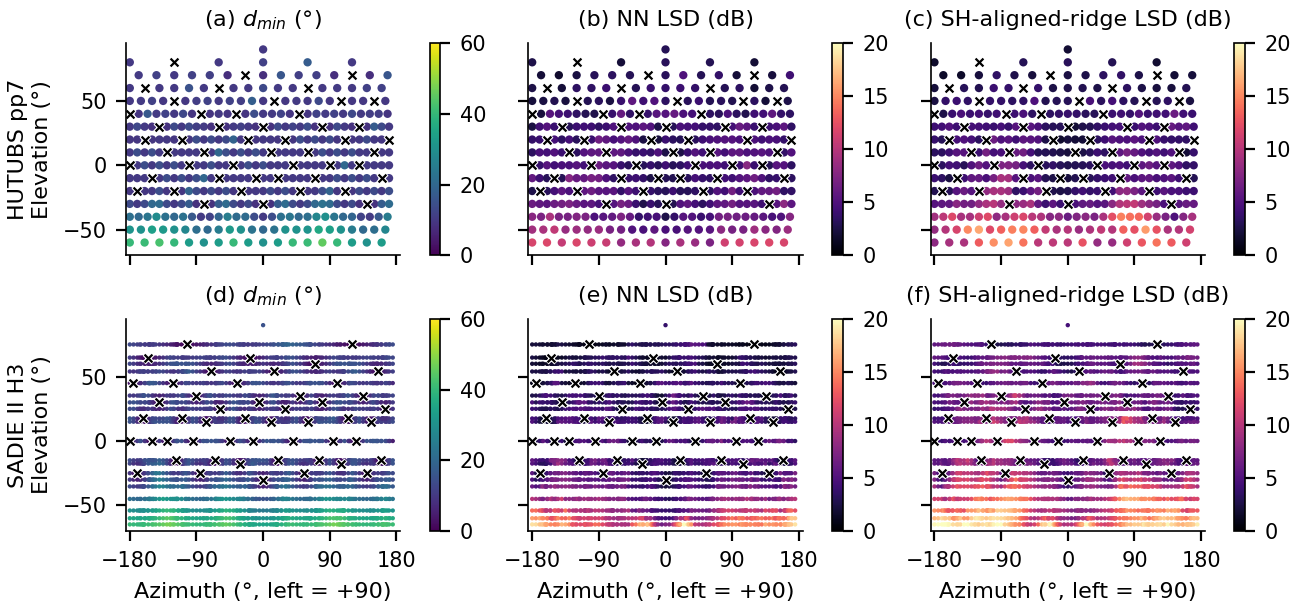 (a) d_min (°)
(b) NN LSD (dB)
(c) SH-aligned-ridge LSD (dB)
HUTUBS pp7
Elevation (°)
50
0
−50
60
40
20
0
20
15
10
5
0
20
15
10
5
0
(d) d_min (°)
(e) NN LSD (dB)
(f) SH-aligned-ridge LSD (dB)
SADIE II H3
Elevation (°)
50
0
−50
60
40
20
0
20
15
10
5
0
20
15
10
5
0
−180 −90 0 90 180
−180 −90 0 90 180
−180 −90 0 90 180
Azimuth (°, left = +90)
Azimuth (°, left = +90)
Azimuth (°, left = +90)